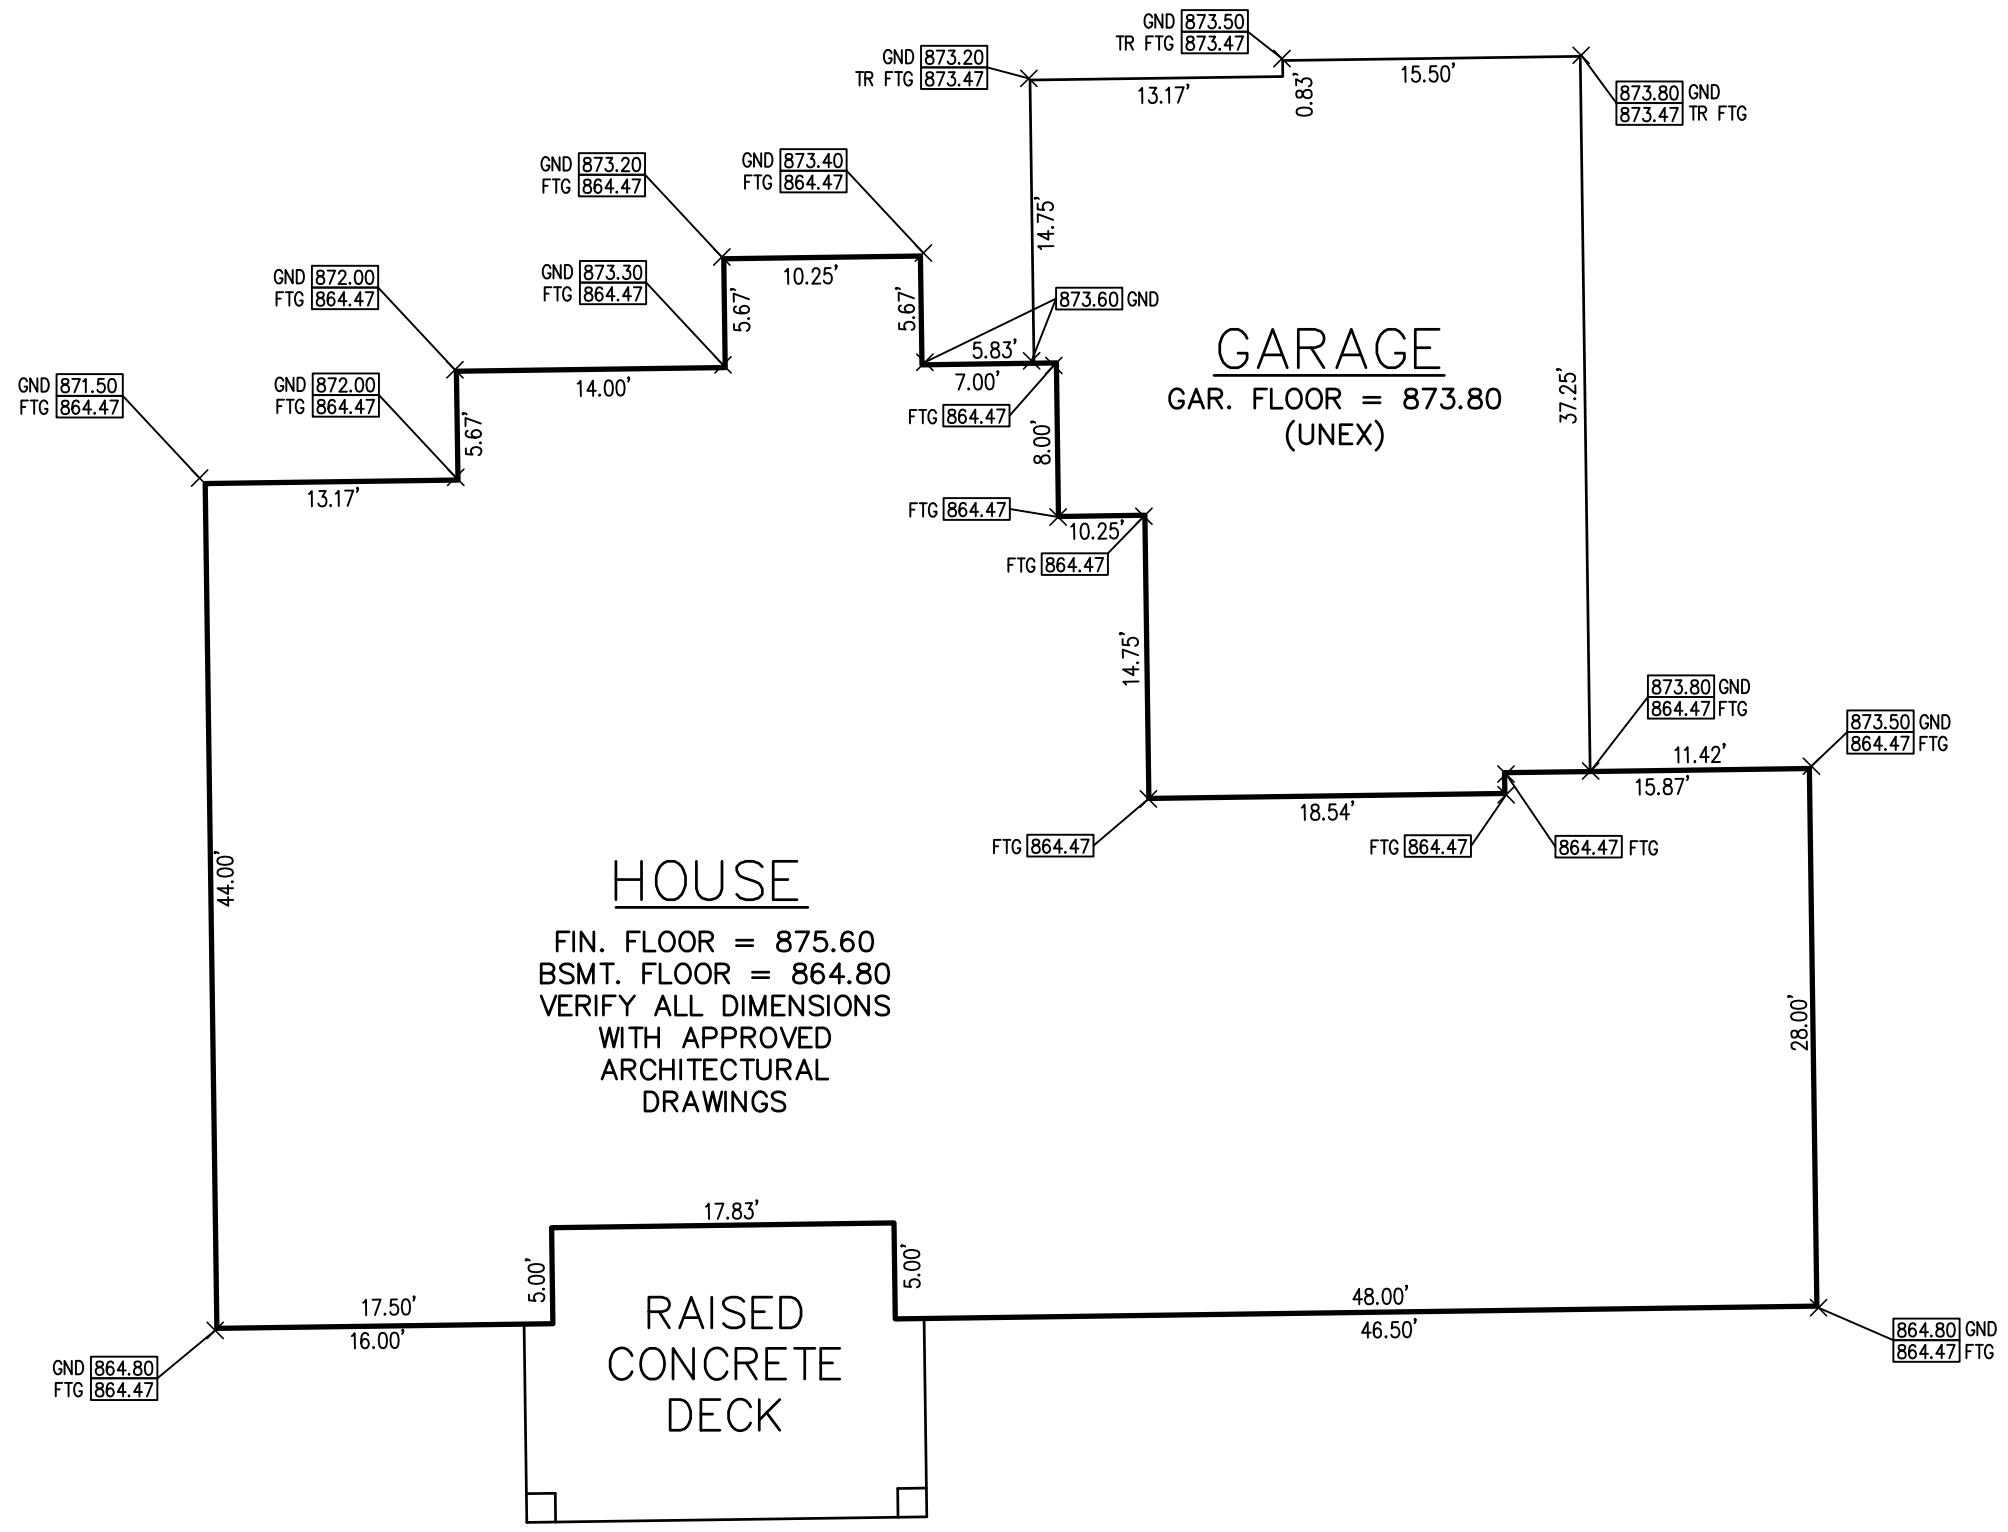 GND 873.50
TR FTG 873.47
GND 873.20
TR FTG 873.47
15.50'
13.17'
0.83'
873.80 GND
873.47 TR FTG
GND 873.20
FTG 864.47
GND 873.40
FTG 864.47
14.75'
GND 872.00
FTG 864.47
GND 873.30
FTG 864.47
10.25'
5.67'
5.67'
873.60 GND
5.83'
7.00'
14.00'
GND 871.50
FTG 864.47
GND 872.00
FTG 864.47
5.67'
13.17'
FTG 864.47
8.00'
GARAGE
GAR. FLOOR = 873.80
(UNEX)
37.25'
FTG 864.47
10.25'
FTG 864.47
14.75'
873.80 GND
864.47 FTG
873.50 GND
864.47 FTG
11.42'
15.87'
18.54'
FTG 864.47
FTG 864.47
864.47 FTG
44.00'
HOUSE
FIN. FLOOR = 875.60
BSMT. FLOOR = 864.80
VERIFY ALL DIMENSIONS
WITH APPROVED
ARCHITECTURAL
DRAWINGS
28.00'
17.83'
5.00'
5.00'
17.50'
16.00'
48.00'
46.50'
RAISED
CONCRETE
DECK
GND 864.80
FTG 864.47
864.80 GND
864.47 FTG